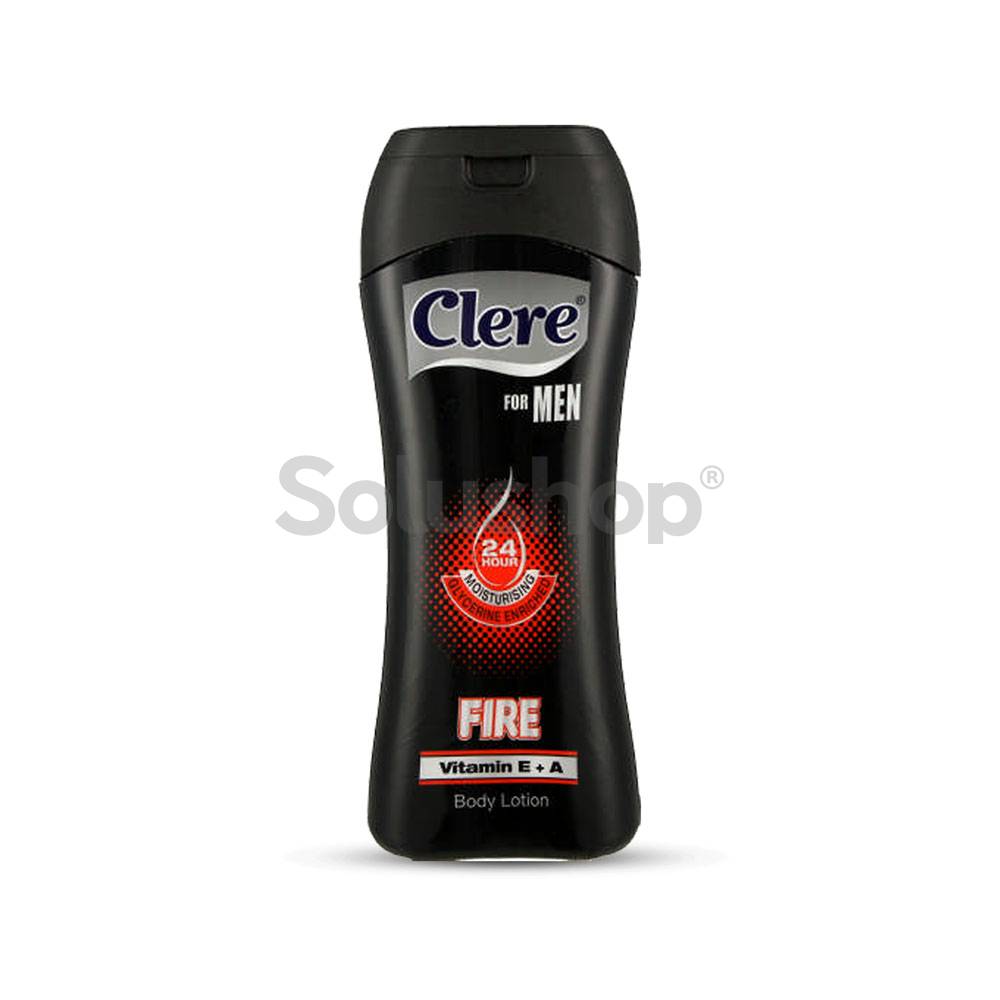 Clere®
FOR MEN
Solushop®
24
HOUR
MOISTURISING
GLYCERINE ENRICHED
FIRE
Vitamin E + A
Body Lotion